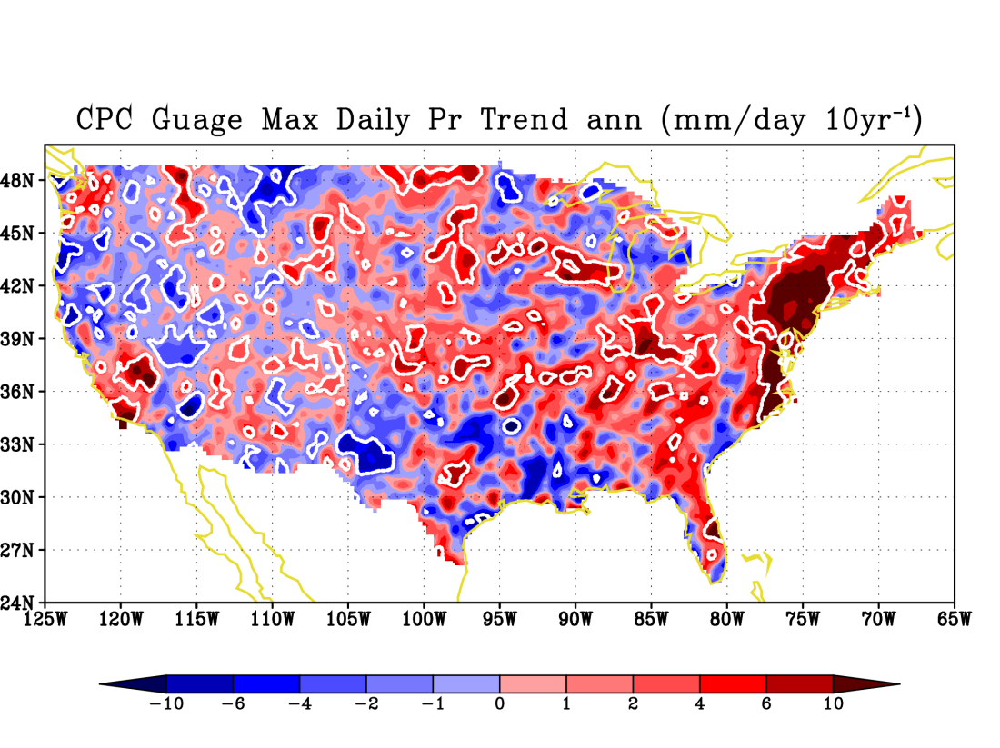 CPC Guage Max Daily Pr Trend ann (mm/day 10yr⁻¹)
48N
45N
42N
39N
36N
33N
30N
27N
24N
125W 120W 115W 110W 105W 100W 95W 90W 85W 80W 75W 70W 65W
−10 −6 −4 −2 −1 0 1 2 4 6 10